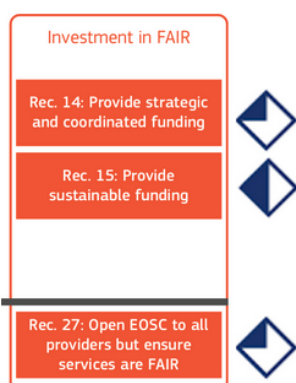 Investment in FAIR
Rec. 14: Provide strategic
and coordinated funding
Rec. 15: Provide
sustainable funding
Rec. 27: Open EOSC to all
providers but ensure
services are FAIR